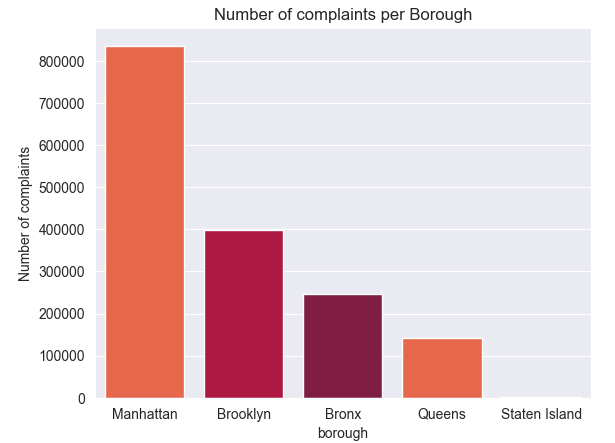 Number of complaints per Borough
Number of complaints
800000
700000
600000
500000
400000
300000
200000
100000
0
Manhattan Brooklyn Bronx Queens Staten Island
borough